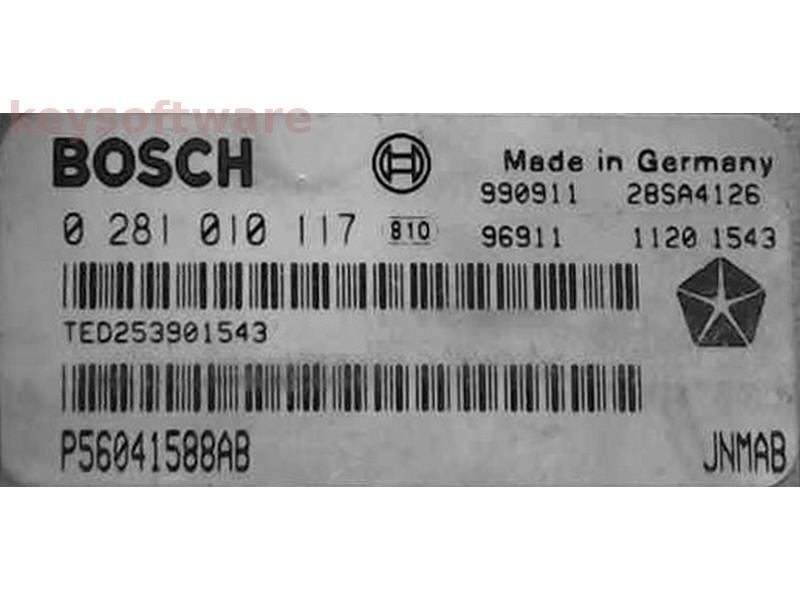 keysoftware
BOSCH
Made in Germany
990911 28SA4126
0 281 010 117 810
96911 1120 1543
TED253901543
P56041588AB
JNMAB